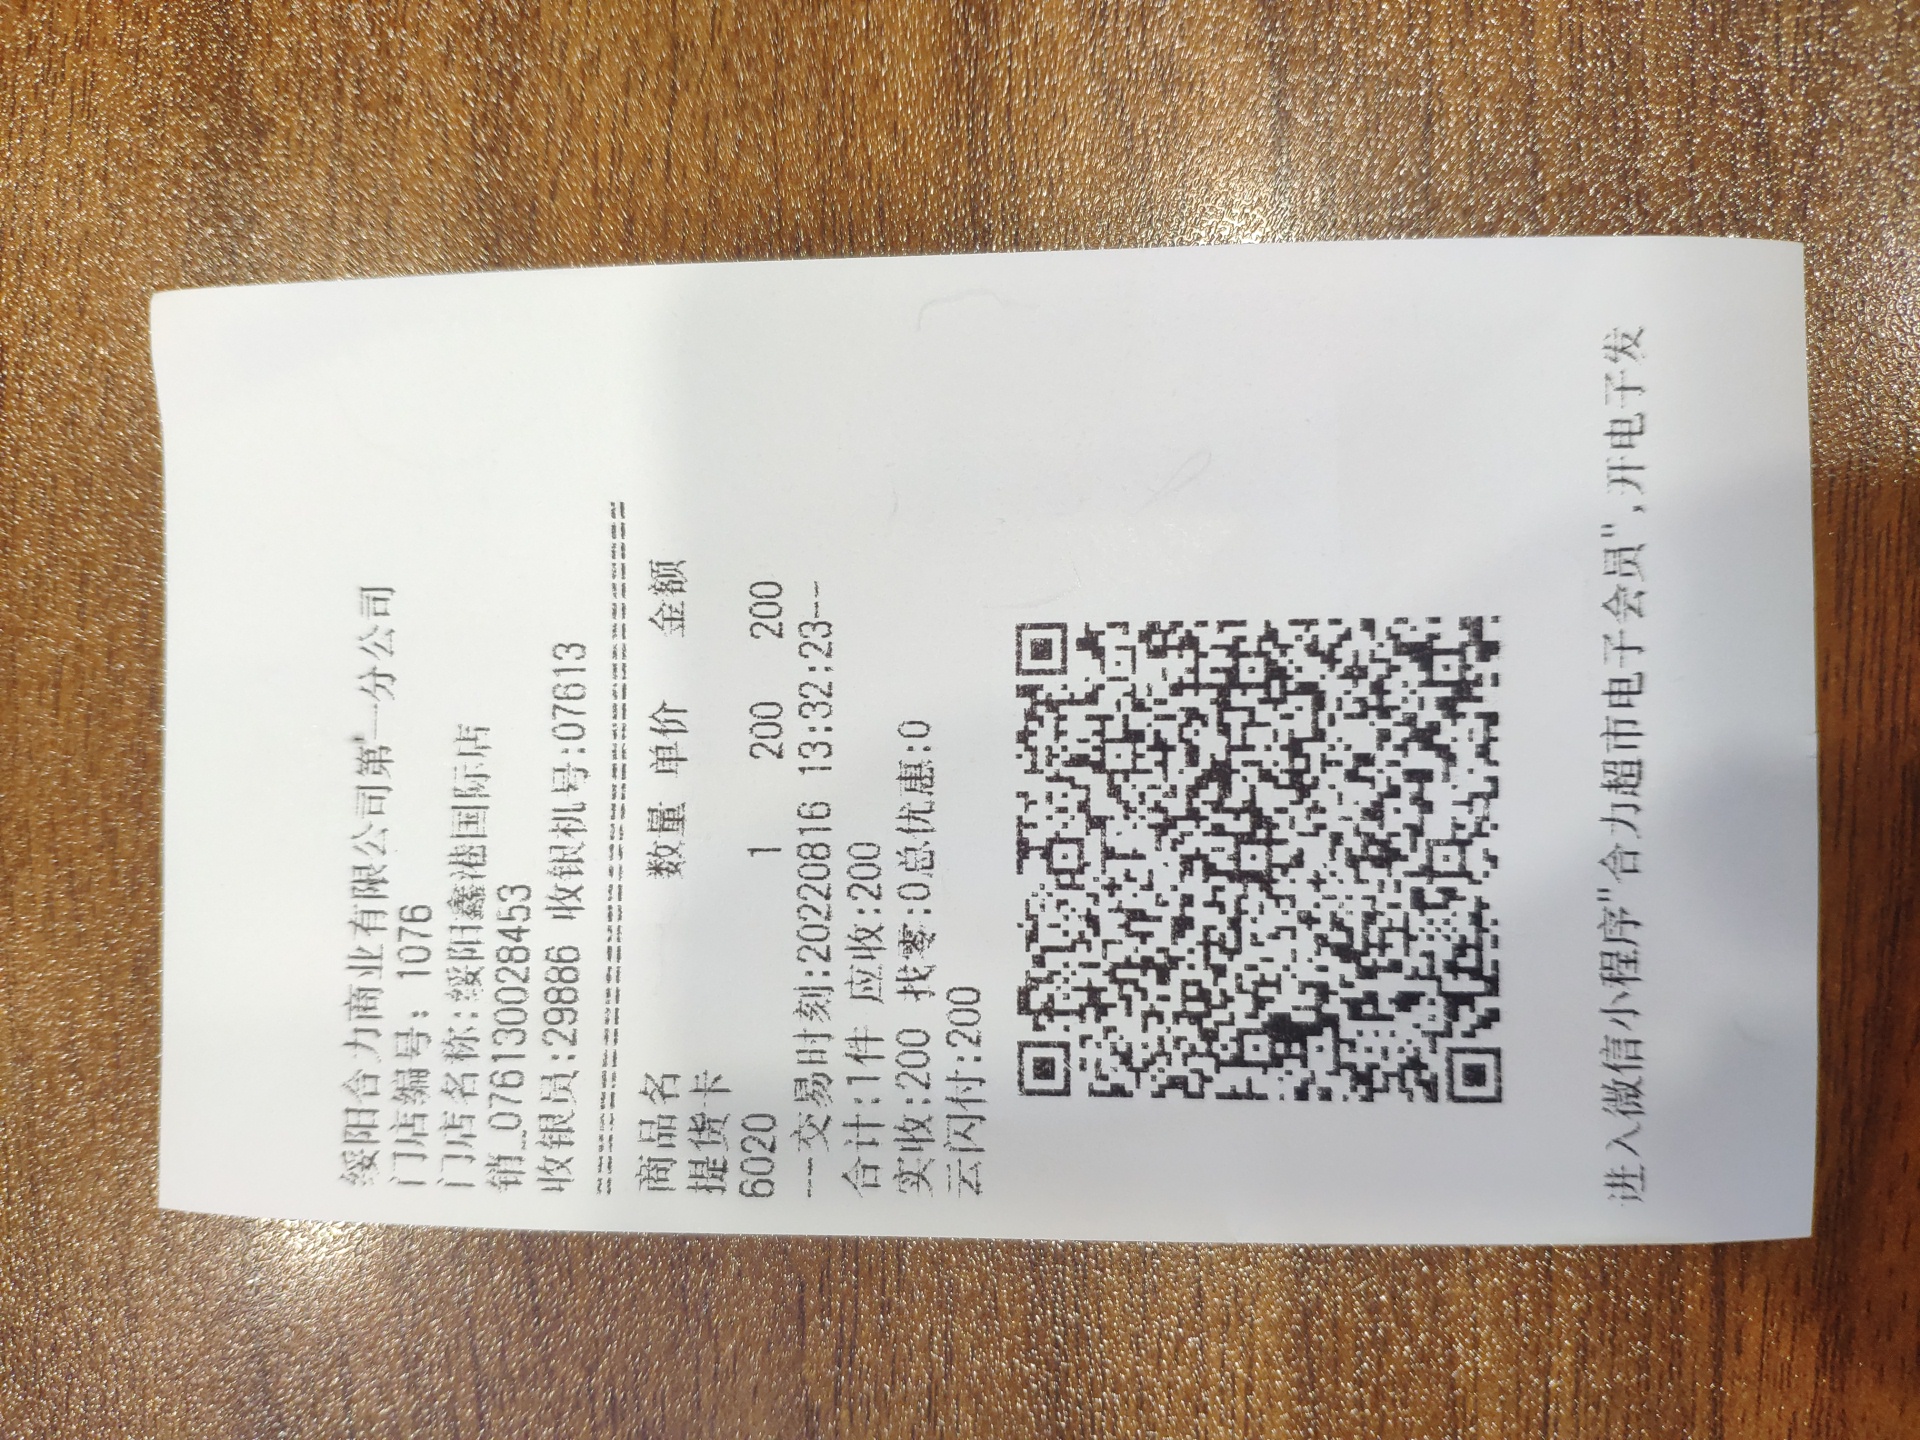 绥阳合力商业有限公司第一分公司
门店编号: 1076
门店名称:绥阳鑫港国际店
销_076130028453
收银员:29886 收银机号:07613
商品名 数量 单价 金额
提货卡
6020 1 200 200
---交易时刻:20220816 13:32:23--
合计:1件 应收:200
实收:200 找零:0总优惠:0
云闪付:200
进入微信小程序"合力超市电子会员",开电子发